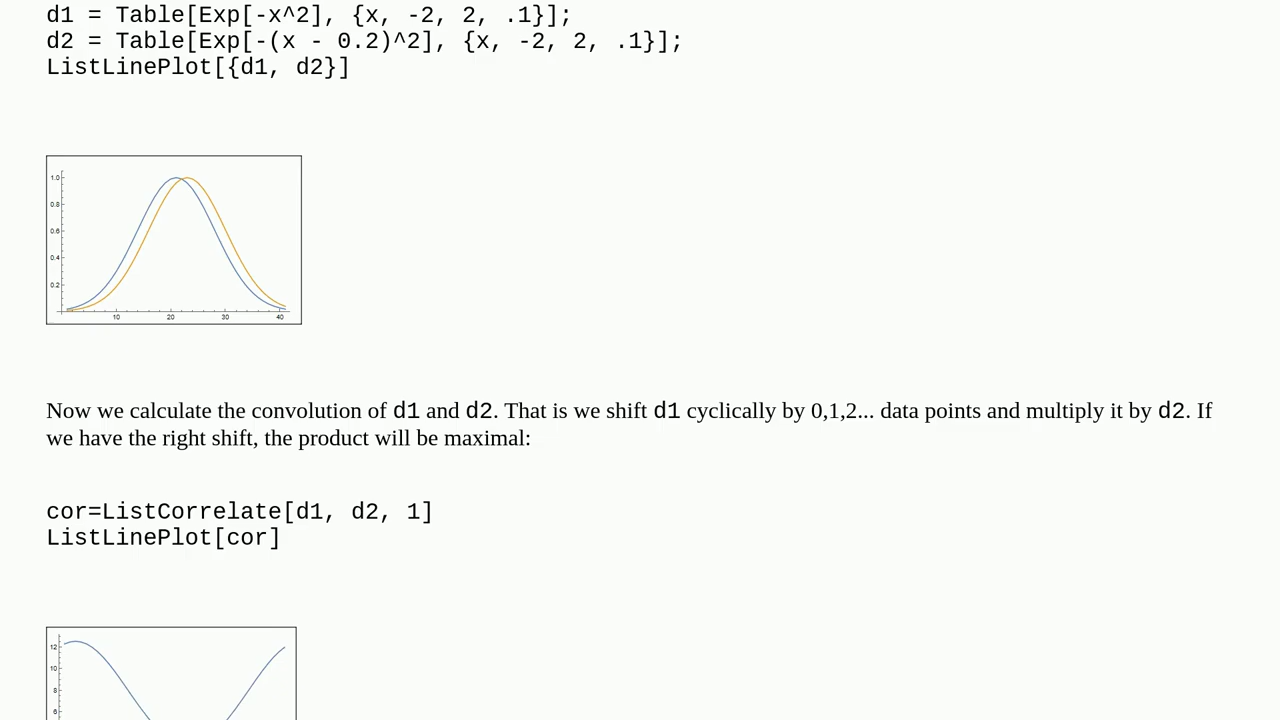 d1 = Table[Exp[-x^2], {x, -2, 2, .1}];
d2 = Table[Exp[-(x - 0.2)^2], {x, -2, 2, .1}];
ListLinePlot[{d1, d2}]
1.0
0.8
0.6
0.4
0.2
10 20 30 40
Now we calculate the convolution of d1 and d2. That is we shift d1 cyclically by 0,1,2... data points and multiply it by d2. If
we have the right shift, the product will be maximal:
cor=ListCorrelate[d1, d2, 1]
ListLinePlot[cor]
12
10
8
6